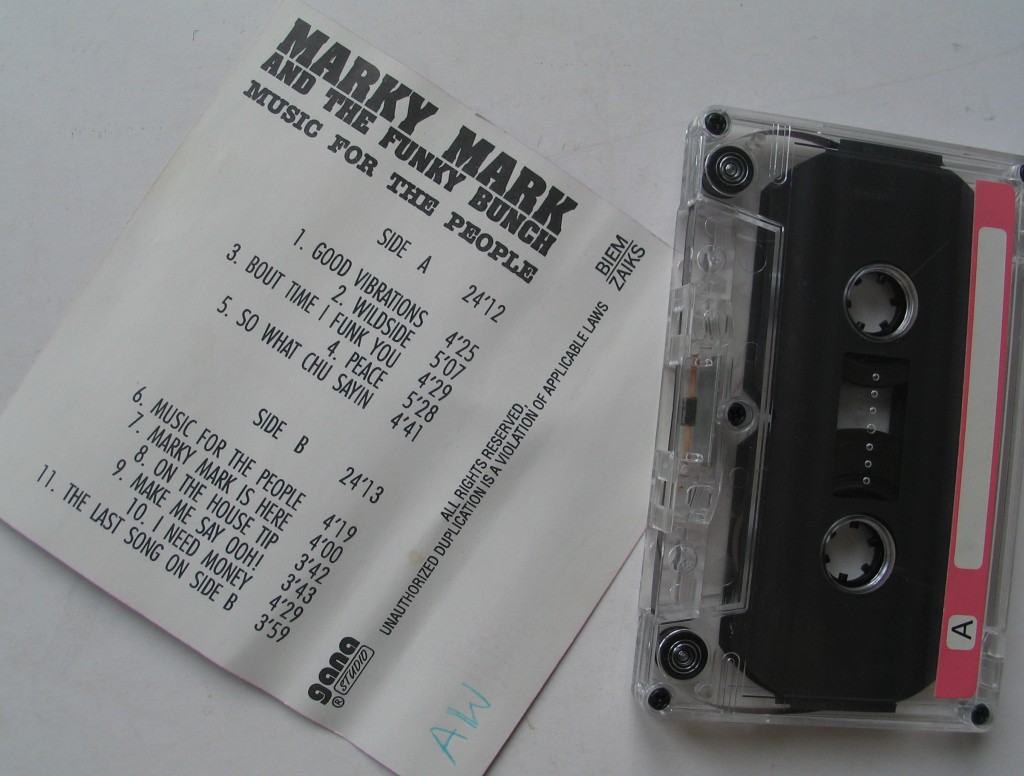 MARKY MARK
AND THE FUNKY BUNCH
MUSIC FOR THE PEOPLE
SIDE A 24'12
1. GOOD VIBRATIONS 4'25
2. WILDSIDE 5'07
3. BOUT TIME I FUNK YOU 4'29
4. PEACE 5'28
5. SO WHAT CHU SAYIN 4'41
SIDE B 24'13
6. MUSIC FOR THE PEOPLE 4'19
7. MARKY MARK IS HERE 4'00
8. ON THE HOUSE TIP 3'42
9. MAKE ME SAY OOH! 3'43
10. I NEED MONEY 4'29
11. THE LAST SONG ON SIDE B 3'59
BIEM
ZAIKS
ALL RIGHTS RESERVED,
UNAUTHORIZED DUPLICATION IS A VIOLATION OF APPLICABLE LAWS
gana
STUDIO®
AW
A